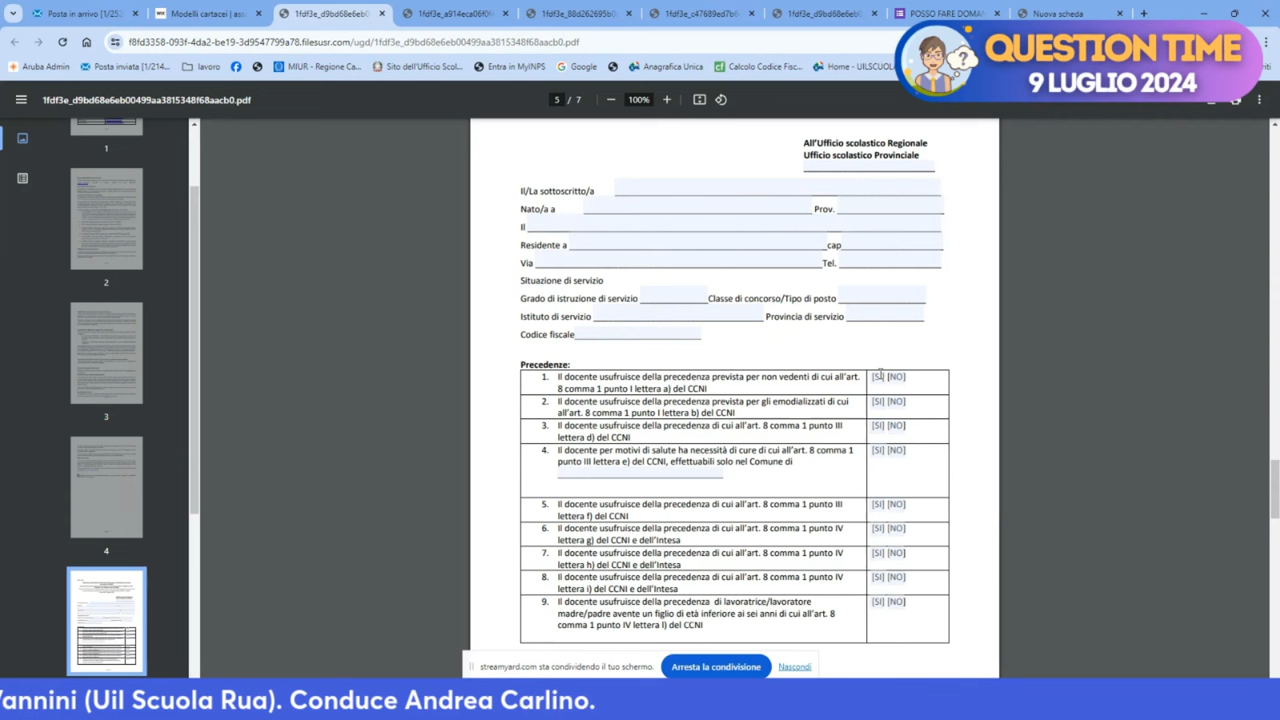 Posta in arrivo [1/252
Modelli cartacei | ass
1fdf3e_d9bd68e6eb0
1fdf3e_a914eca06f0
1fdf3e_88d262695b
1fdf3e_c47689ed7b
1fdf3e_d9bd68e6eb0
POSSO FARE DOMAN
Nuova scheda
f8fd3358-093f-4da2-be19-3d9547799a78.filesusr.com/ugd/1fdf3e_d9bd68e6eb00499aa3815348f68aacb0.pdf
Aruba Admin
Posta inviata [1/214...
lavoro
MIUR - Regione Ca...
Sito dell'Ufficio Scol...
Entra in MyINPS
Google
Anagrafica Unica
Calcolo Codice Fisc...
Home - UILSCUOLA
QUESTION TIME
9 LUGLIO 2024
1fdf3e_d9bd68e6eb00499aa3815348f68aacb0.pdf
5 / 7
100%
1
2
3
4
All'Ufficio scolastico Regionale
Ufficio scolastico Provinciale
Il/La sottoscritto/a
Nato/a a Prov.
Il
Residente a cap
Via Tel.
Situazione di servizio
Grado di istruzione di servizio Classe di concorso/Tipo di posto
Istituto di servizio Provincia di servizio
Codice fiscale
Precedenze:
1. Il docente usufruisce della precedenza prevista per non vedenti di cui all'art. [SI] [NO]
8 comma 1 punto I lettera a) del CCNI
2. Il docente usufruisce della precedenza prevista per gli emodializzati di cui [SI] [NO]
all'art. 8 comma 1 punto I lettera b) del CCNI
3. Il docente usufruisce della precedenza di cui all'art. 8 comma 1 punto III [SI] [NO]
lettera d) del CCNI
4. Il docente per motivi di salute ha necessità di cure di cui all'art. 8 comma 1 [SI] [NO]
punto III lettera e) del CCNI, effettuabili solo nel Comune di
5. Il docente usufruisce della precedenza di cui all'art. 8 comma 1 punto III [SI] [NO]
lettera f) del CCNI
6. Il docente usufruisce della precedenza di cui all'art. 8 comma 1 punto IV [SI] [NO]
lettera g) del CCNI e dell'Intesa
7. Il docente usufruisce della precedenza di cui all'art. 8 comma 1 punto IV [SI] [NO]
lettera h) del CCNI e dell'Intesa
8. Il docente usufruisce della precedenza di cui all'art. 8 comma 1 punto IV [SI] [NO]
lettera i) del CCNI e dell'Intesa
9. Il docente usufruisce della precedenza di lavoratrice/lavoratore [SI] [NO]
madre/padre avente un figlio di età inferiore ai sei anni di cui all'art. 8
comma 1 punto IV lettera l) del CCNI
streamyard.com sta condividendo il tuo schermo.
Arresta la condivisione
Nascondi
Vannini (Uil Scuola Rua). Conduce Andrea Carlino.